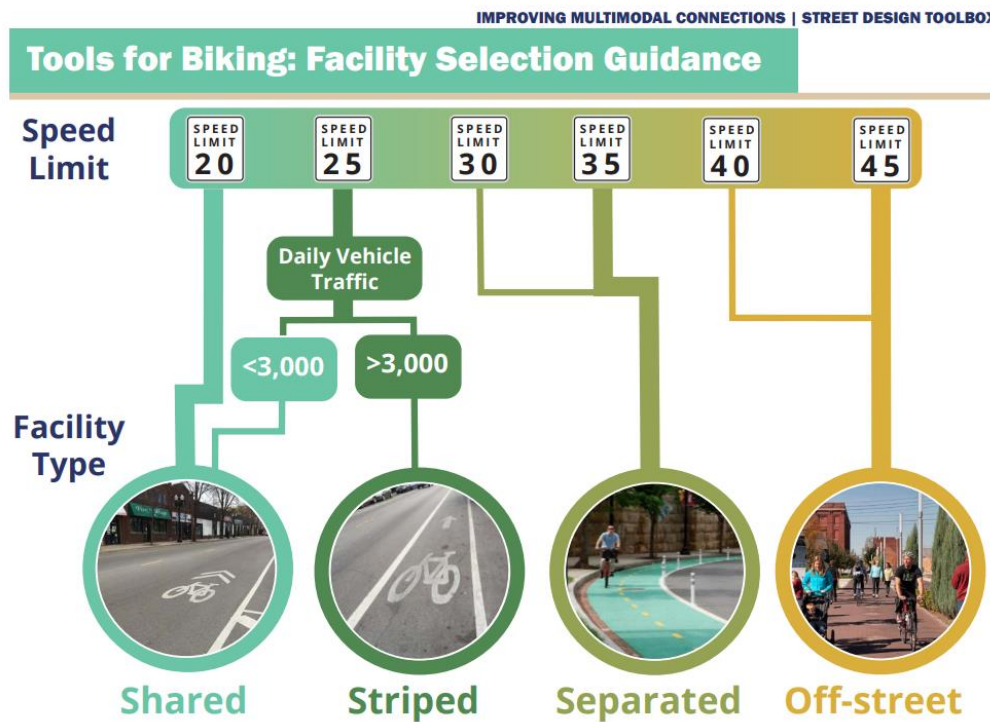 IMPROVING MULTIMODAL CONNECTIONS | STREET DESIGN TOOLBOX
Tools for Biking: Facility Selection Guidance
Speed
Limit
SPEED
LIMIT
20
SPEED
LIMIT
25
SPEED
LIMIT
30
SPEED
LIMIT
35
SPEED
LIMIT
40
SPEED
LIMIT
45
Daily Vehicle
Traffic
<3,000
>3,000
Facility
Type
Shared
Striped
Separated
Off-street